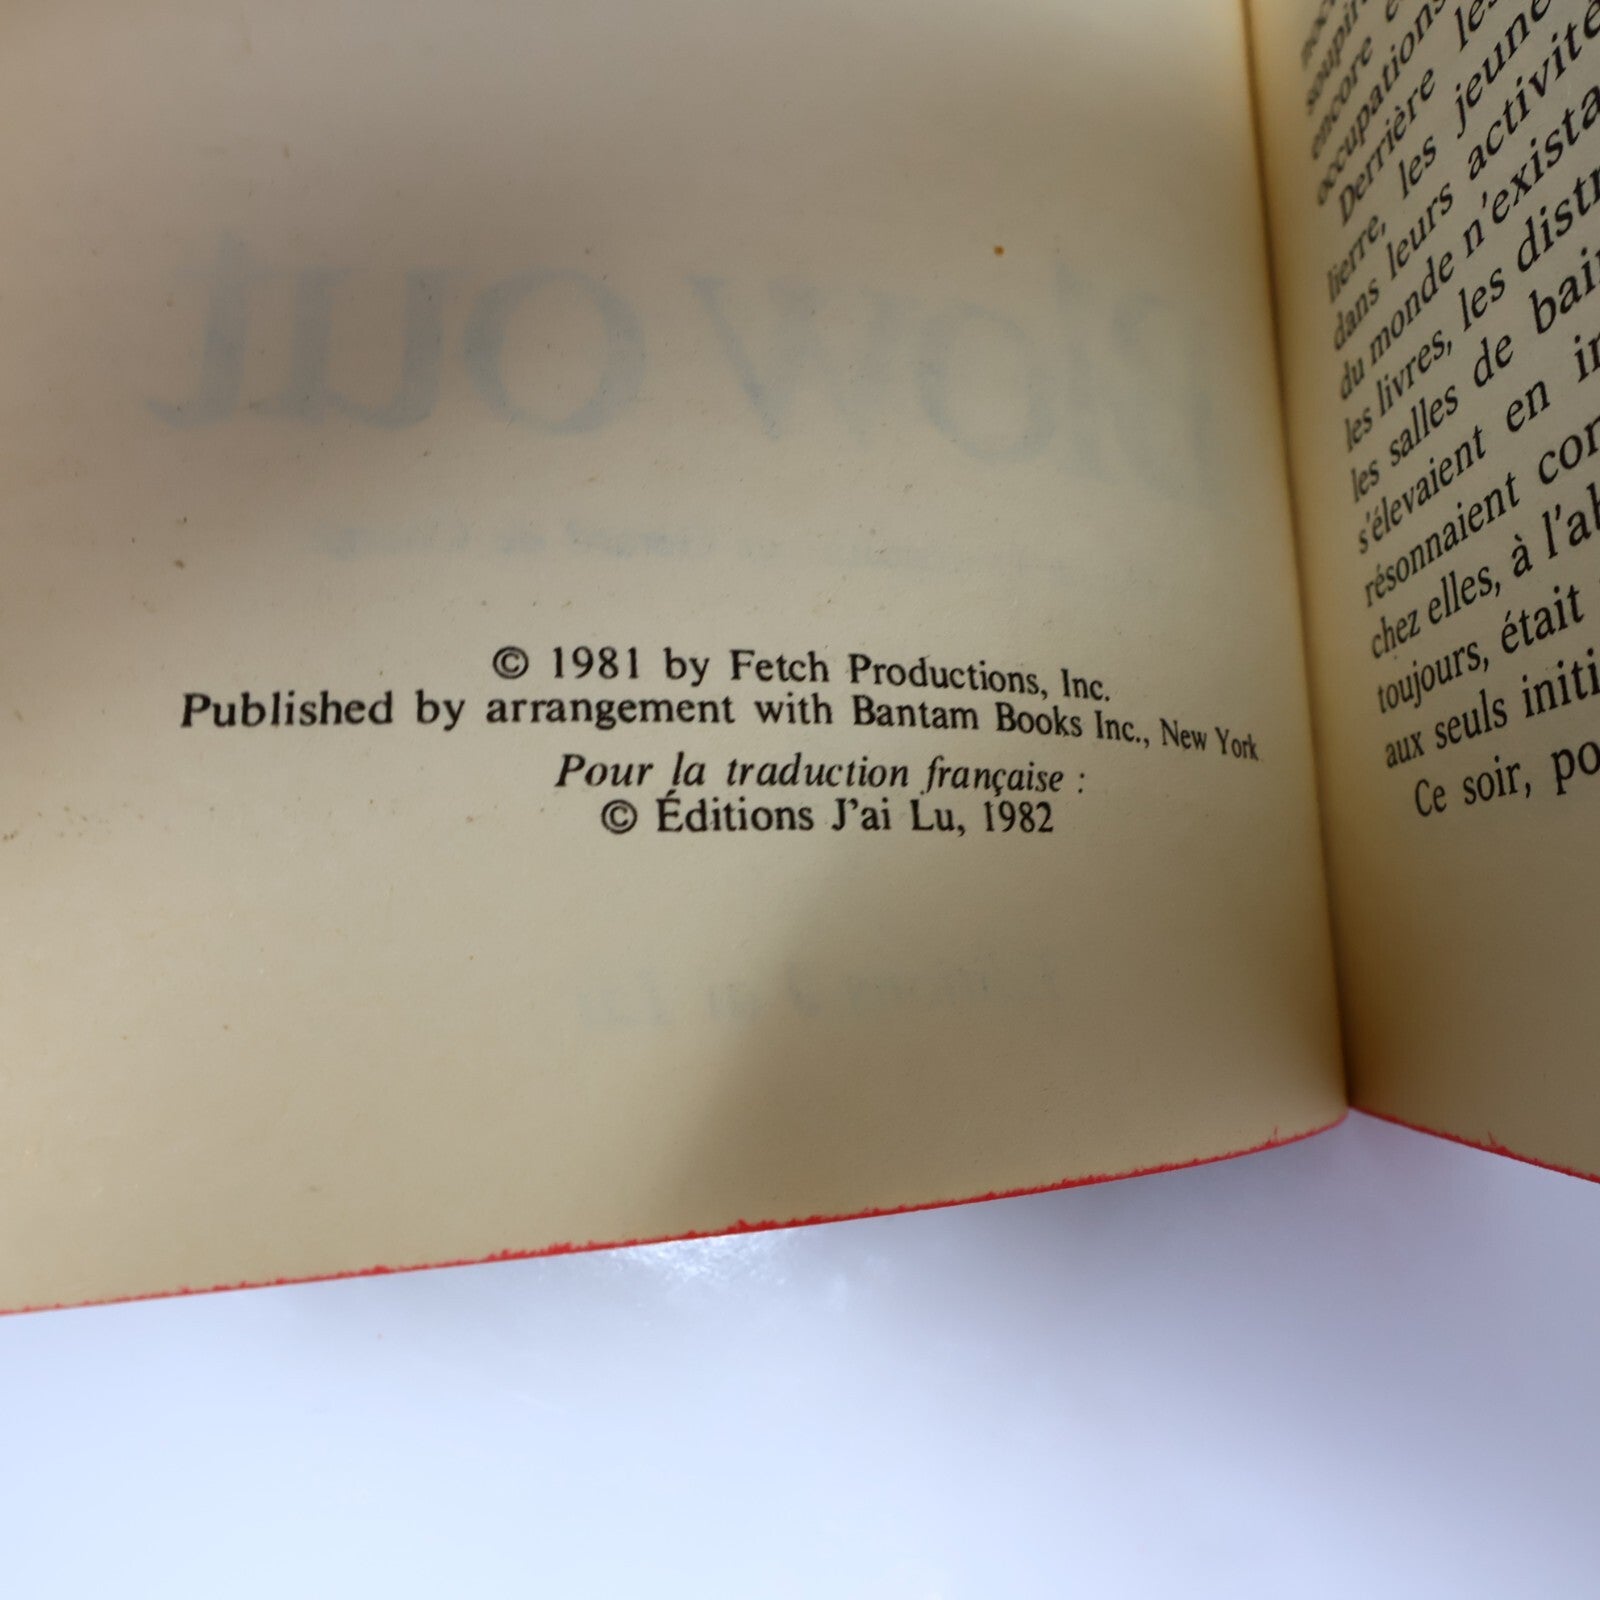 © 1981 by Fetch Productions, Inc.
Published by arrangement with Bantam Books Inc., New York
Pour la traduction française :
© Éditions J'ai Lu, 1982
encore
occupations
Derrière les
lierre, les jeune
dans leurs activité
du monde n'exista
les livres, les distr
les salles de bai
s'élevaient en
résonnaient
chez elles, à l'a
toujours, était
aux seuls initi
Ce soir, po